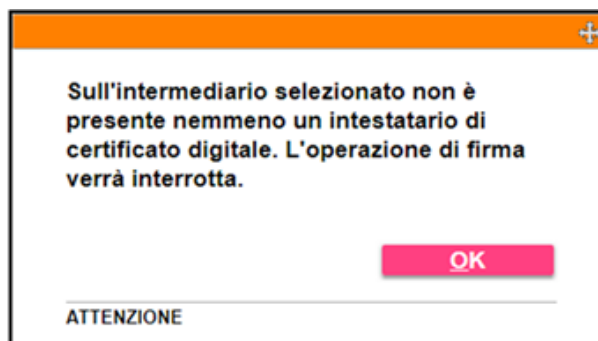 Sull'intermediario selezionato non è
presente nemmeno un intestatario di
certificato digitale. L'operazione di firma
verrà interrotta.
OK
ATTENZIONE